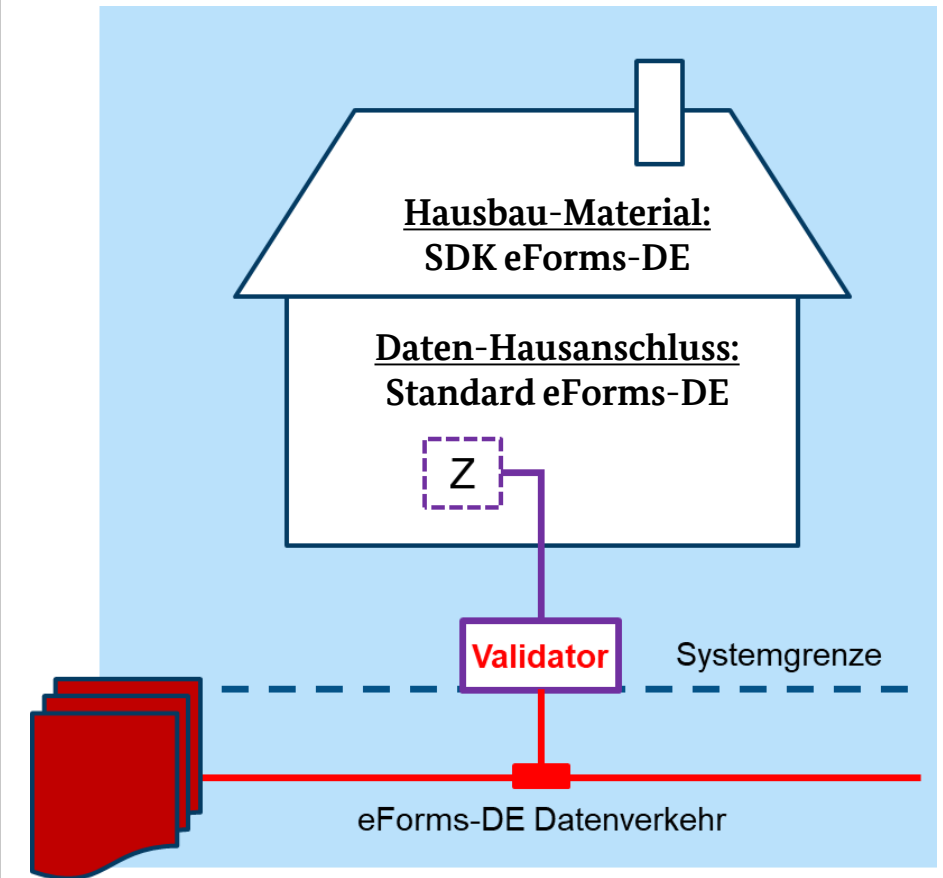 Hausbau-Material:
SDK eForms-DE
Daten-Hausanschluss:
Standard eForms-DE
Z
Validator
Systemgrenze
eForms-DE Datenverkehr